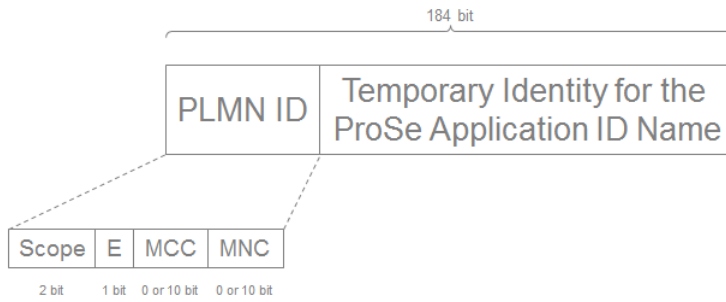 184 bit
PLMN ID
Temporary Identity for the
ProSe Application ID Name
Scope E MCC MNC
2 bit 1 bit 0 or 10 bit 0 or 10 bit